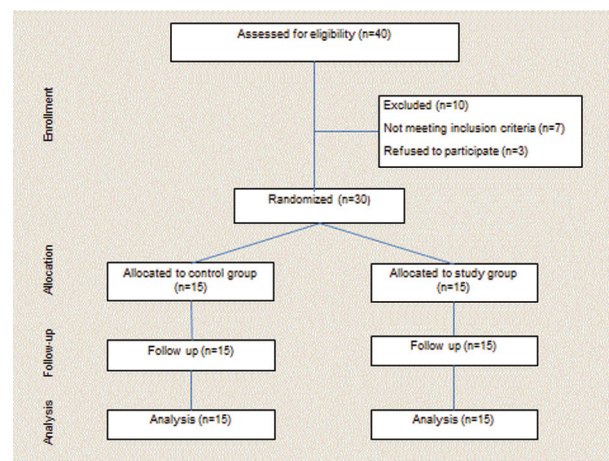 Assessed for eligibility (n=40)
Enrollment
Excluded (n=10)
Not meeting inclusion criteria (n=7)
Refused to participate (n=3)
Randomized (n=30)
Allocation
Allocated to control group
(n=15)
Allocated to study group
(n=15)
Follow-up
Follow up (n=15)
Follow up (n=15)
Analysis
Analysis (n=15)
Analysis (n=15)